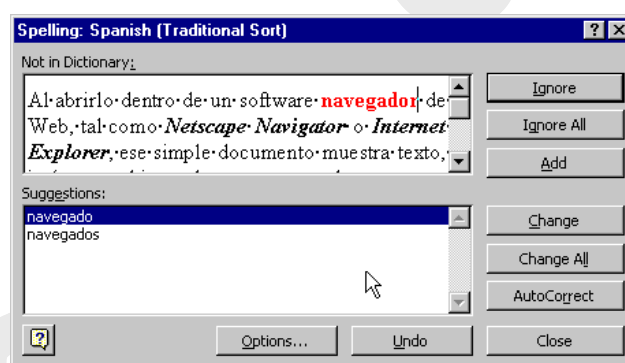 Spelling: Spanish (Traditional Sort)
Not in Dictionary:
Al·abrirlo·dentro·de·un·software·navegador·de
Web,·tal·como·Netscape·Navigator·o·Internet
Explorer,·ese·simple·documento·muestra·texto,
Ignore
Ignore All
Add
Suggestions:
navegado
navegados
Change
Change All
AutoCorrect
Options...
Undo
Close